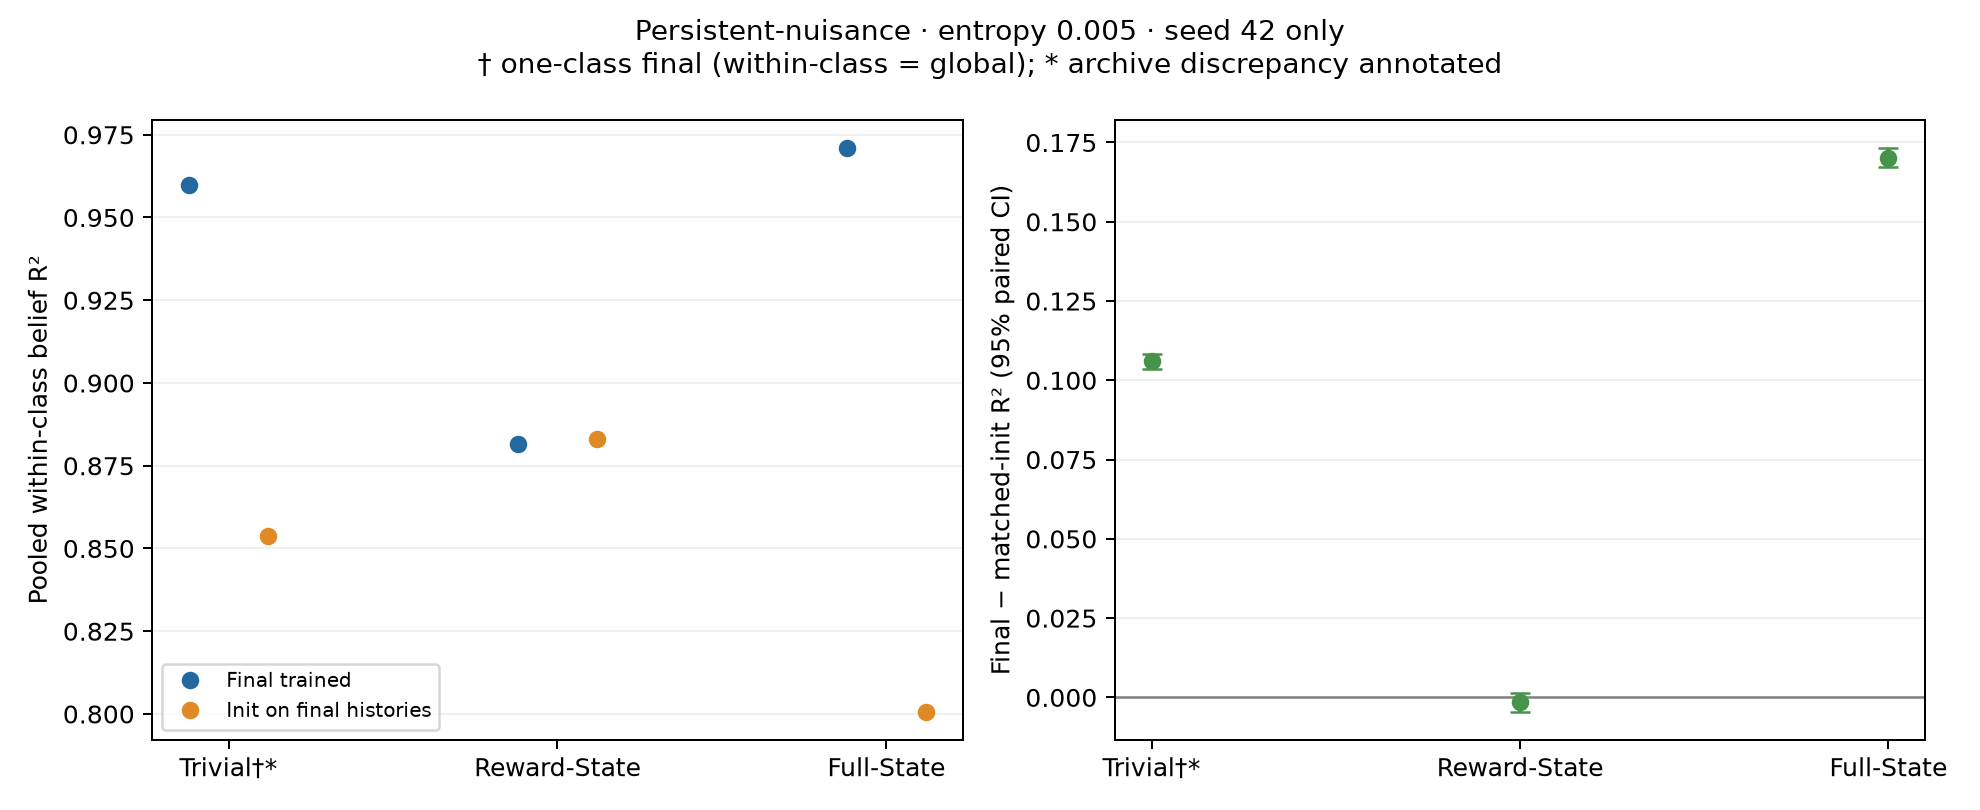 Persistent-nuisance · entropy 0.005 · seed 42 only
† one-class final (within-class = global); * archive discrepancy annotated
Pooled within-class belief R²
0.975
0.950
0.925
0.900
0.875
0.850
0.825
0.800
Final trained
Init on final histories
Trivial†*
Reward-State
Full-State
Final − matched-init R² (95% paired CI)
0.175
0.150
0.125
0.100
0.075
0.050
0.025
0.000
Trivial†*
Reward-State
Full-State